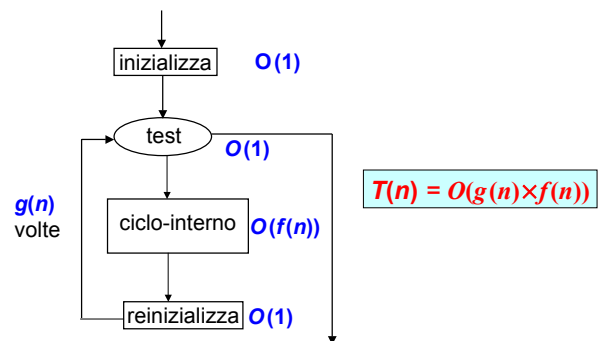 inizializza O(1)
test
O(1)
T(n) = O(g(n)×f(n))
g(n)
volte
ciclo-interno
O(f(n))
reinizializza O(1)